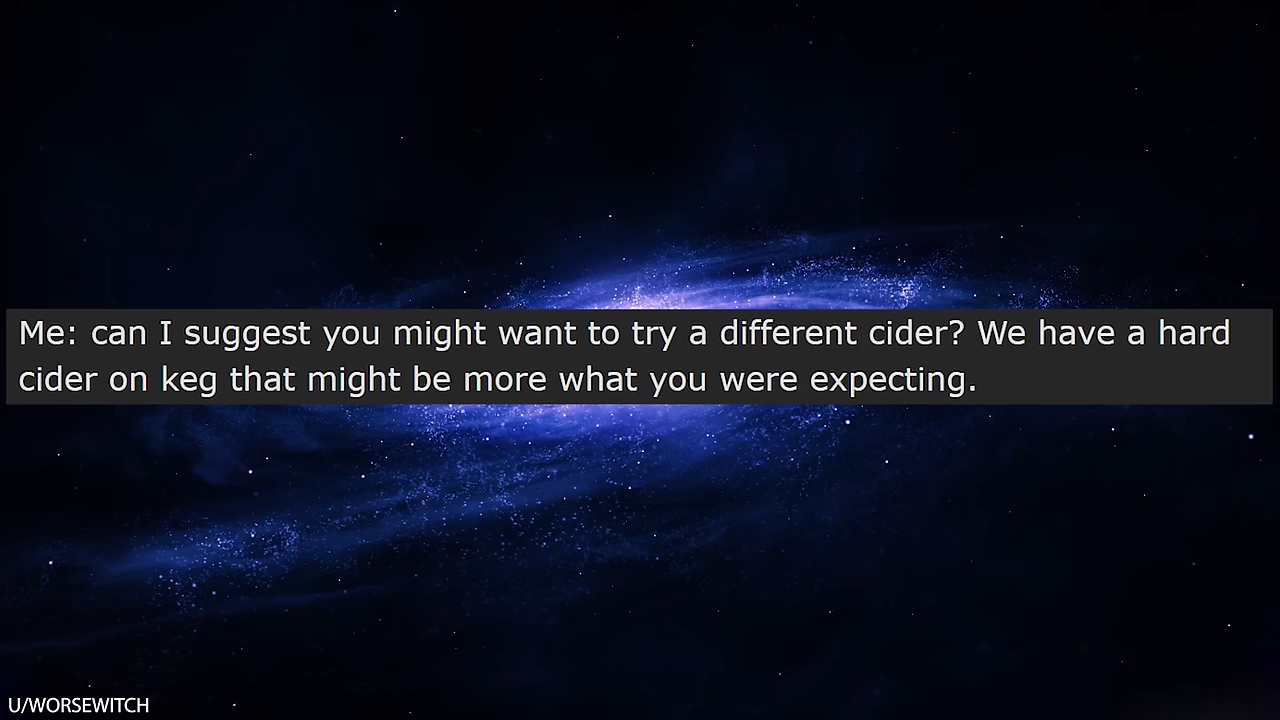 Me: can I suggest you might want to try a different cider? We have a hard
cider on keg that might be more what you were expecting.
U/WORSEWITCH